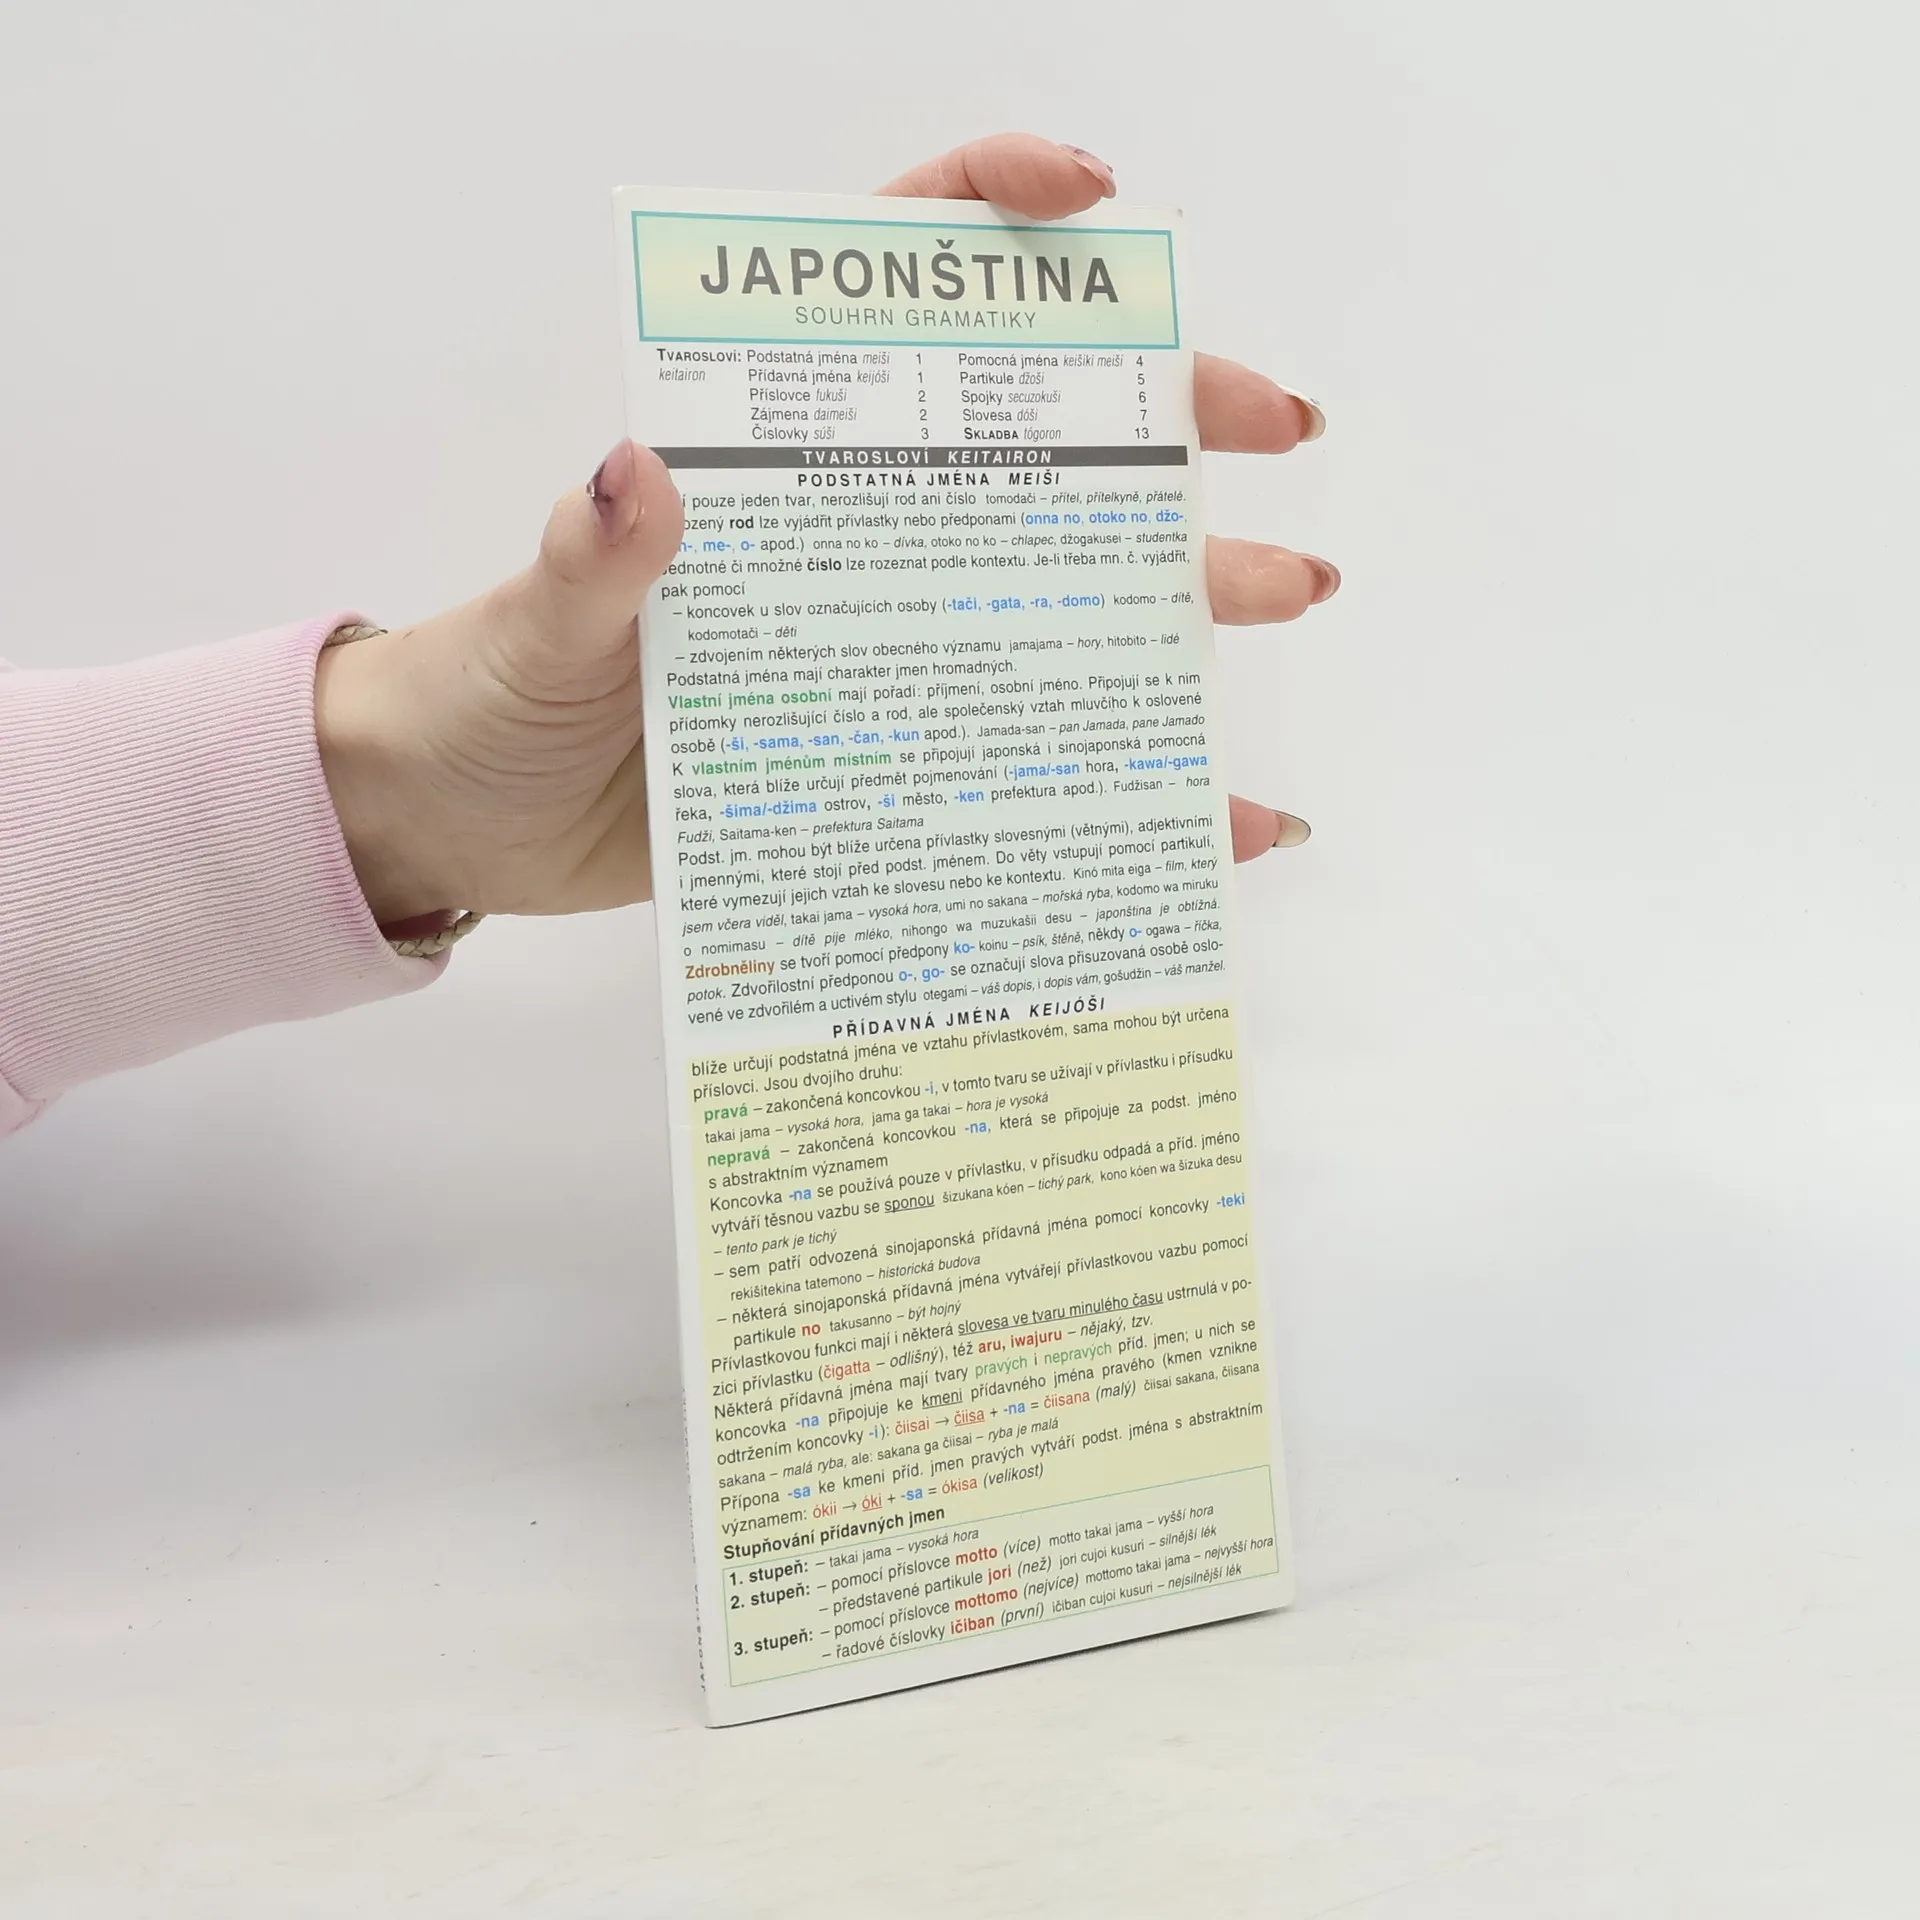 JAPONŠTINA
SOUHRN GRAMATIKY
TVAROSLOVÍ: Podstatná jména meiši 1 Pomocná jména keišiki meiši 4
keitairon Přídavná jména keijóši 1 Partikule džoši 5
Příslovce fukuši 2 Spojky secuzokuši 6
Zájmena daimeiši 2 Slovesa dóši 7
Číslovky súši 3 SKLADBA tógoron 13
TVAROSLOVÍ KEITAIRON
PODSTATNÁ JMÉNA MEIŠI
pouze jeden tvar, nerozlišují rod ani číslo tomodači – přítel, přítelkyně, přátelé.
rod lze vyjádřit přívlastky nebo předponami (onna no, otoko no, džo-,
me-, o- apod.) onna no ko – dívka, otoko no ko – chlapec, džogakusei – studentka
Jednotné či množné číslo lze rozeznat podle kontextu. Je-li třeba mn. č. vyjádřit,
pak pomocí
– koncovek u slov označujících osoby (-tači, -gata, -ra, -domo) kodomo – dítě,
kodomotači – děti
– zdvojením některých slov obecného významu jamajama – hory, hitobito – lidé
Podstatná jména mají charakter jmen hromadných.
Vlastní jména osobní mají pořadí: příjmení, osobní jméno. Připojují se k nim
přídomky nerozlišující číslo a rod, ale společenský vztah mluvčího k oslovené
osobě (-ši, -sama, -san, -čan, -kun apod.). Jamada-san – pan Jamada, pane Jamado
K vlastním jménům místním se připojují japonská i sinojaponská pomocná
slova, která blíže určují předmět pojmenování (-jama/-san hora, -kawa/-gawa
řeka, -šima/-džima ostrov, -ši město, -ken prefektura apod.). Fudžisan – hora
Fudži, Saitama-ken – prefektura Saitama
Podst. jm. mohou být blíže určena přívlastky slovesnými (větnými), adjektivními
i jmennými, které stojí před podst. jménem. Do věty vstupují pomocí partikulí,
které vymezují jejich vztah ke slovesu nebo ke kontextu. Kinó mita eiga – film, který
jsem včera viděl, takai jama – vysoká hora, umi no sakana – mořská ryba, kodomo wa miruku
o nomimasu – dítě pije mléko, nihongo wa muzukašii desu – japonština je obtížná.
Zdrobněliny se tvoří pomocí předpony ko- koinu – psík, štěně, někdy o- ogawa – říčka,
potok. Zdvořilostní předponou o-, go- se označují slova přisuzovaná osobě oslo-
vené ve zdvořilém a uctivém stylu otegami – váš dopis, i dopis vám, gošudžin – váš manžel.
PŘÍDAVNÁ JMÉNA KEIJÓŠI
blíže určují podstatná jména ve vztahu přívlastkovém, sama mohou být určena
příslovci. Jsou dvojího druhu:
pravá – zakončená koncovkou -i, v tomto tvaru se užívají v přívlastku i přísudku
takai jama – vysoká hora, jama ga takai – hora je vysoká
nepravá – zakončená koncovkou -na, která se připojuje za podst. jméno
s abstraktním významem
Koncovka -na se používá pouze v přívlastku, v přísudku odpadá a příd. jméno
vytváří těsnou vazbu se sponou šizukana kóen – tichý park, kono kóen wa šizuka desu
– tento park je tichý
– sem patří odvozená sinojaponská přídavná jména pomocí koncovky -teki
rekišitekina tatemono – historická budova
– některá sinojaponská přídavná jména vytvářejí přívlastkovou vazbu pomocí
partikule no takusanno – být hojný
Přívlastkovou funkci mají i některá slovesa ve tvaru minulého času ustrnulá v po-
zici přívlastku (čigatta – odlišný), též aru, iwajuru – nějaký, tzv.
Některá přídavná jména mají tvary pravých i nepravých příd. jmen; u nich se
koncovka -na připojuje ke kmeni přídavného jména pravého (kmen vznikne
odtržením koncovky -i): čiisai → čiisa + -na = čiisana (malý) čiisai sakana, čiisana
sakana – malá ryba, ale: sakana ga čiisai – ryba je malá
Přípona -sa ke kmeni příd. jmen pravých vytváří podst. jména s abstraktním
významem: ókii → óki + -sa = ókisa (velikost)
Stupňování přídavných jmen
1. stupeň: – takai jama – vysoká hora
2. stupeň: – pomocí příslovce motto (více) motto takai jama – vyšší hora
– představené partikule jori (než) jori cujoi kusuri – silnější lék
3. stupeň: – pomocí příslovce mottomo (nejvíce) mottomo takai jama – nejvyšší hora
– řadové číslovky ičiban (první) ičiban cujoi kusuri – nejsilnější lék